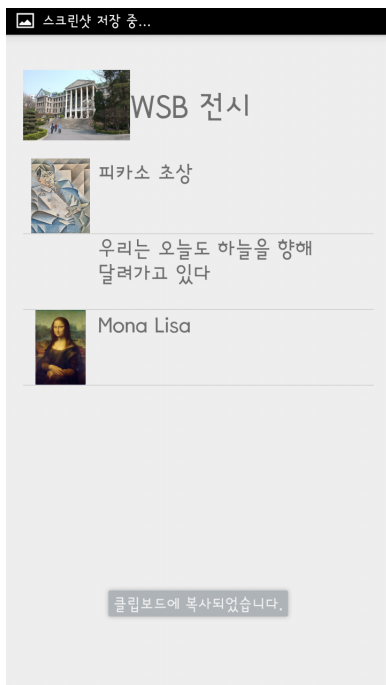 스크린샷 저장 중...
WSB 전시
피카소 초상
우리는 오늘도 하늘을 향해
달려가고 있다
Mona Lisa
클립보드에 복사되었습니다.